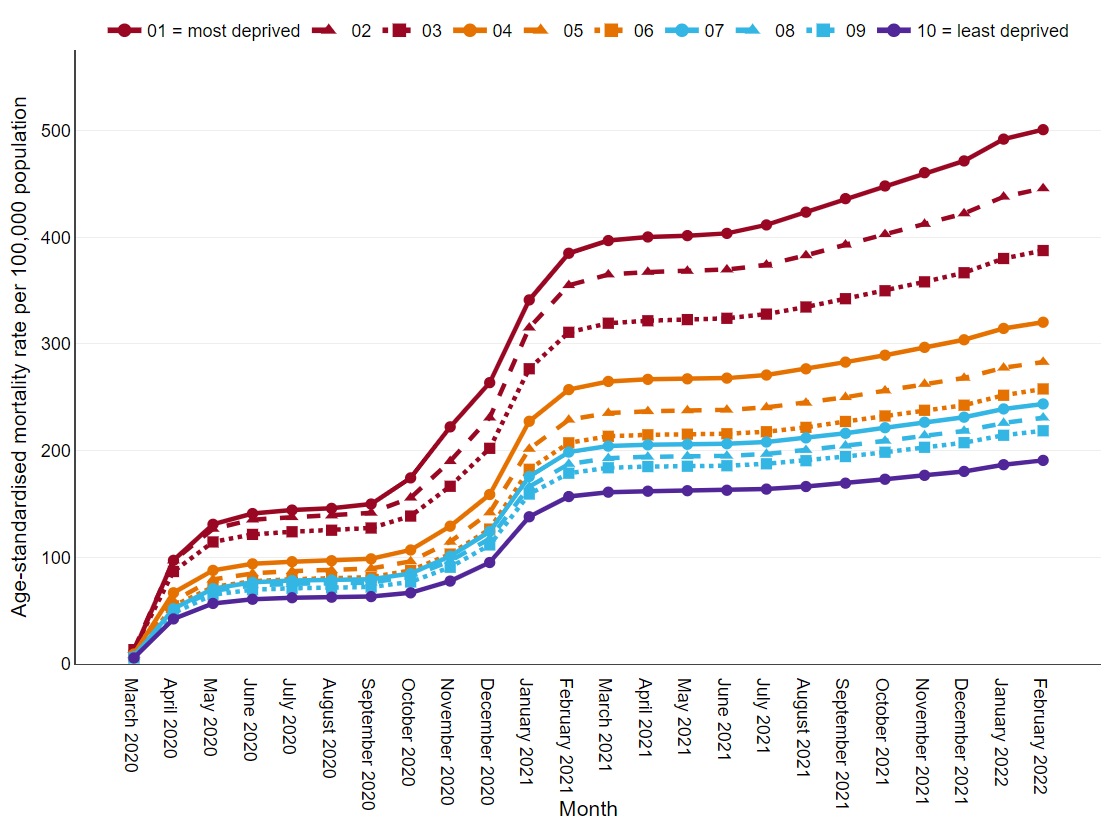 01 = most deprived 02 03 04 05 06 07 08 09 10 = least deprived
Age-standardised mortality rate per 100,000 population
500
400
300
200
100
0
March 2020
April 2020
May 2020
June 2020
July 2020
August 2020
September 2020
October 2020
November 2020
December 2020
January 2021
February 2021
March 2021
April 2021
May 2021
June 2021
July 2021
August 2021
September 2021
October 2021
November 2021
December 2021
January 2022
February 2022
Month